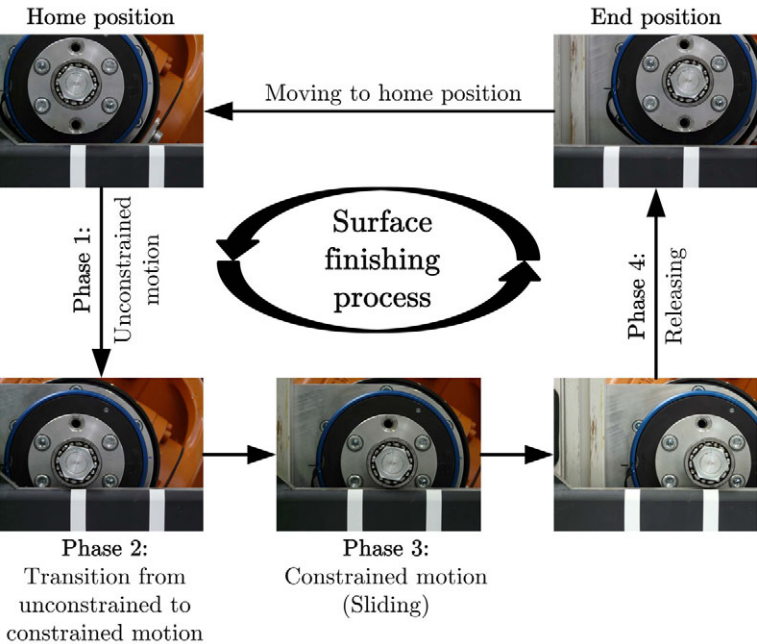 Home position
End position
Moving to home position
Phase 1:
Unconstrained
motion
Surface
finishing
process
Phase 4:
Releasing
Phase 2:
Transition from
unconstrained to
constrained motion
Phase 3:
Constrained motion
(Sliding)